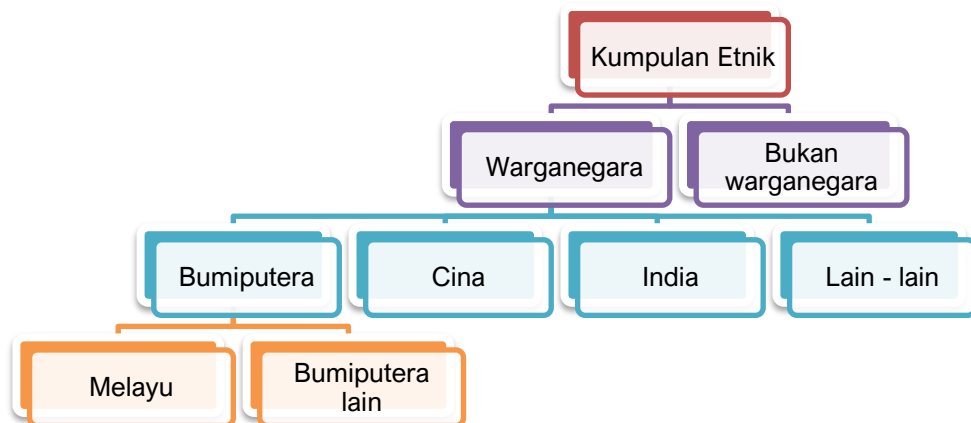 Kumpulan Etnik
Warganegara
Bukan
warganegara
Bumiputera
Cina
India
Lain - lain
Melayu
Bumiputera
lain